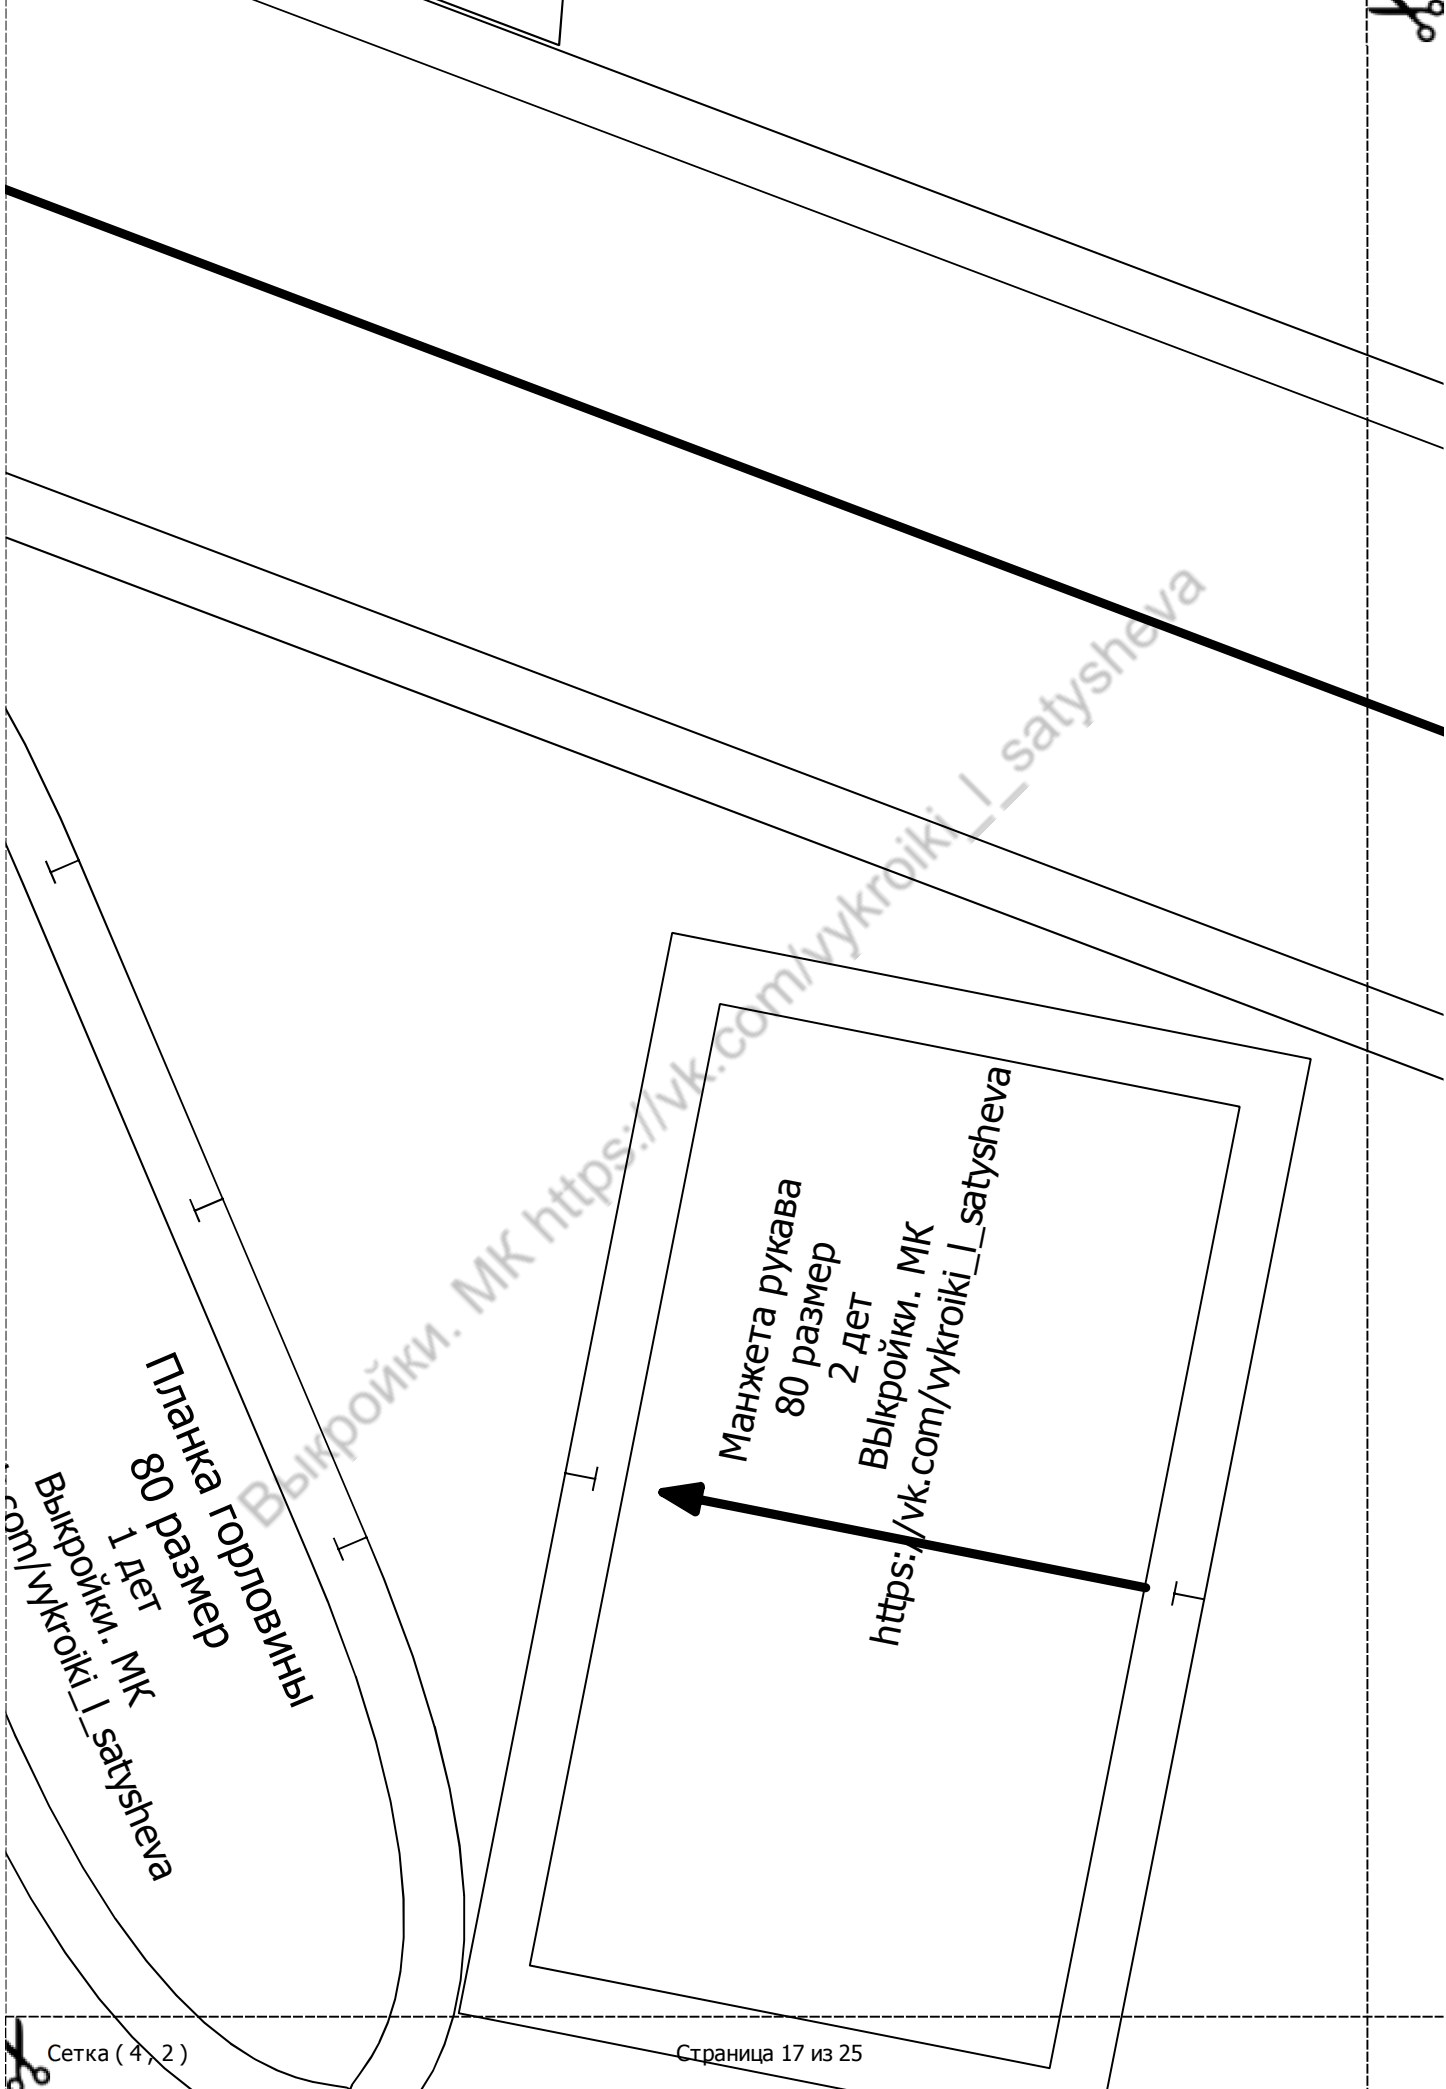 Выкройки. МК https://vk.com/vykroiki_l_satysheva
Манжета рукава
80 размер
2 дет
Выкройки. МК
https://vk.com/vykroiki_l_satysheva
Планка горловины
80 размер
1 дет
Выкройки. МК
com/vykroiki_l_satysheva
Сетка ( 4 , 2 )
Страница 17 из 25